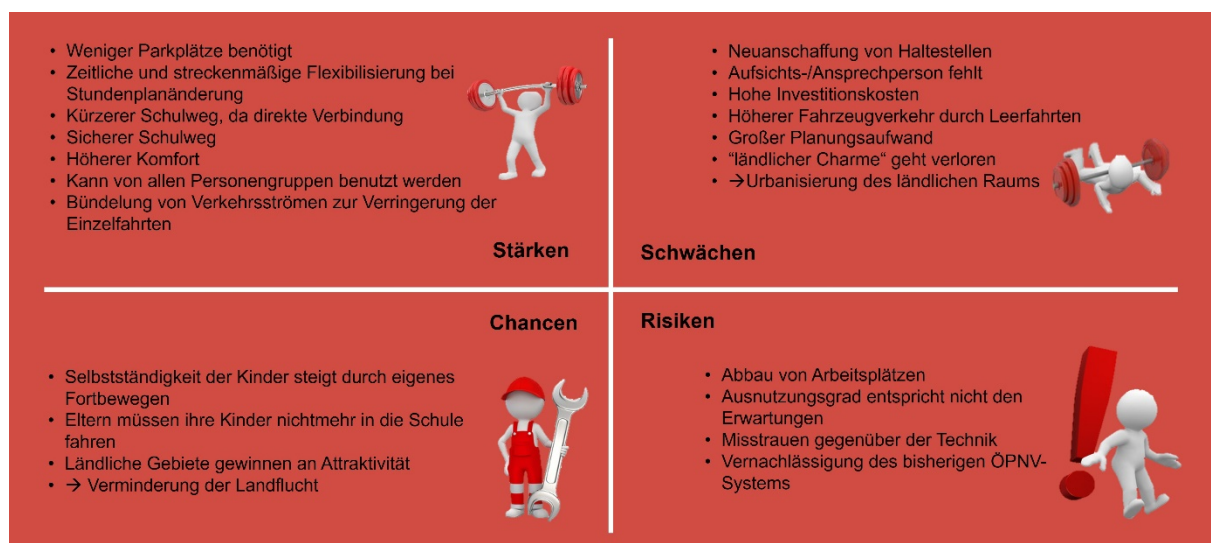 • Weniger Parkplätze benötigt
• Zeitliche und streckenmäßige Flexibilisierung bei
Stundenplanänderung
• Kürzerer Schulweg, da direkte Verbindung
• Sicherer Schulweg
• Höherer Komfort
• Kann von allen Personengruppen benutzt werden
• Bündelung von Verkehrsströmen zur Verringerung der
Einzelfahrten
Stärken
• Neuanschaffung von Haltestellen
• Aufsichts-/Ansprechperson fehlt
• Hohe Investitionskosten
• Höherer Fahrzeugverkehr durch Leerfahrten
• Großer Planungsaufwand
• “ländlicher Charme“ geht verloren
• →Urbanisierung des ländlichen Raums
Schwächen
Chancen
• Selbstständigkeit der Kinder steigt durch eigenes
Fortbewegen
• Eltern müssen ihre Kinder nichtmehr in die Schule
fahren
• Ländliche Gebiete gewinnen an Attraktivität
• → Verminderung der Landflucht
Risiken
• Abbau von Arbeitsplätzen
• Ausnutzungsgrad entspricht nicht den
Erwartungen
• Misstrauen gegenüber der Technik
• Vernachlässigung des bisherigen ÖPNV-
Systems